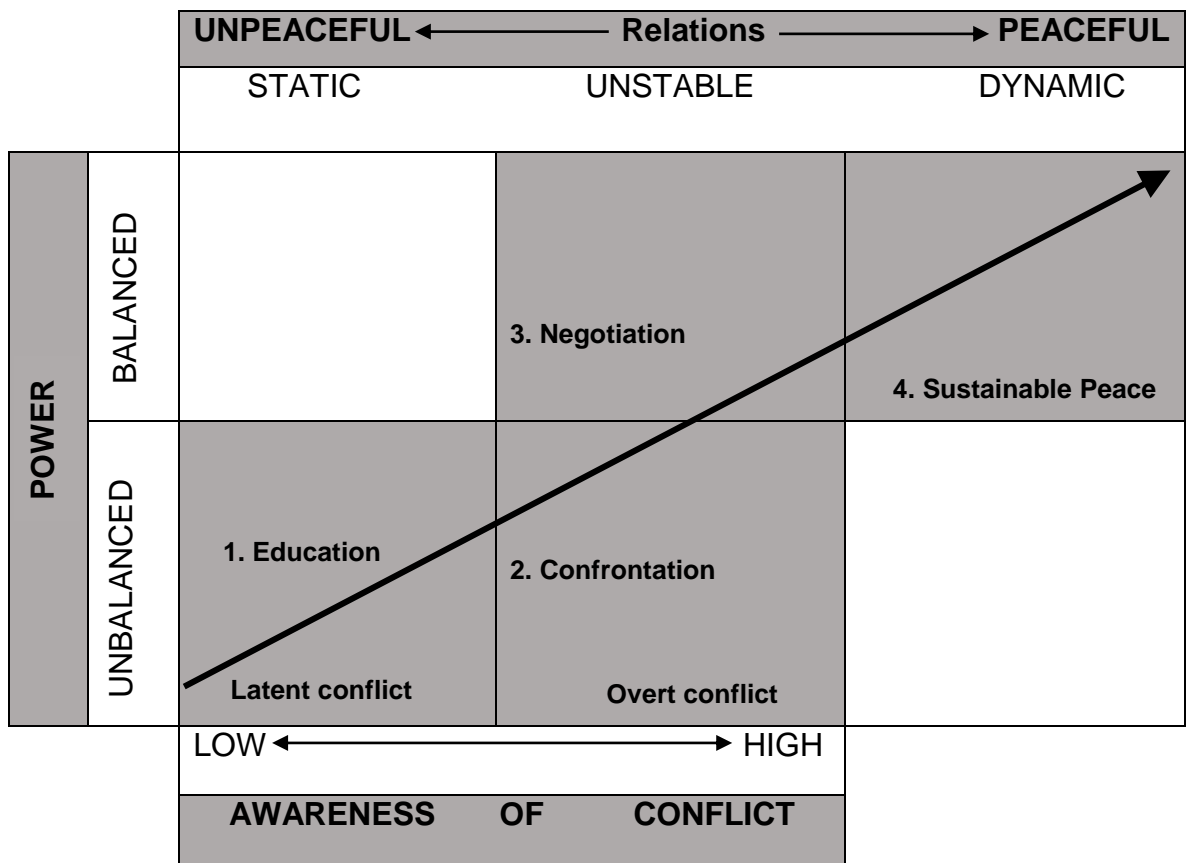 UNPEACEFUL Relations PEACEFUL
STATIC UNSTABLE DYNAMIC
POWER
BALANCED
UNBALANCED
3. Negotiation
4. Sustainable Peace
1. Education
2. Confrontation
Latent conflict Overt conflict
LOW HIGH
AWARENESS OF CONFLICT